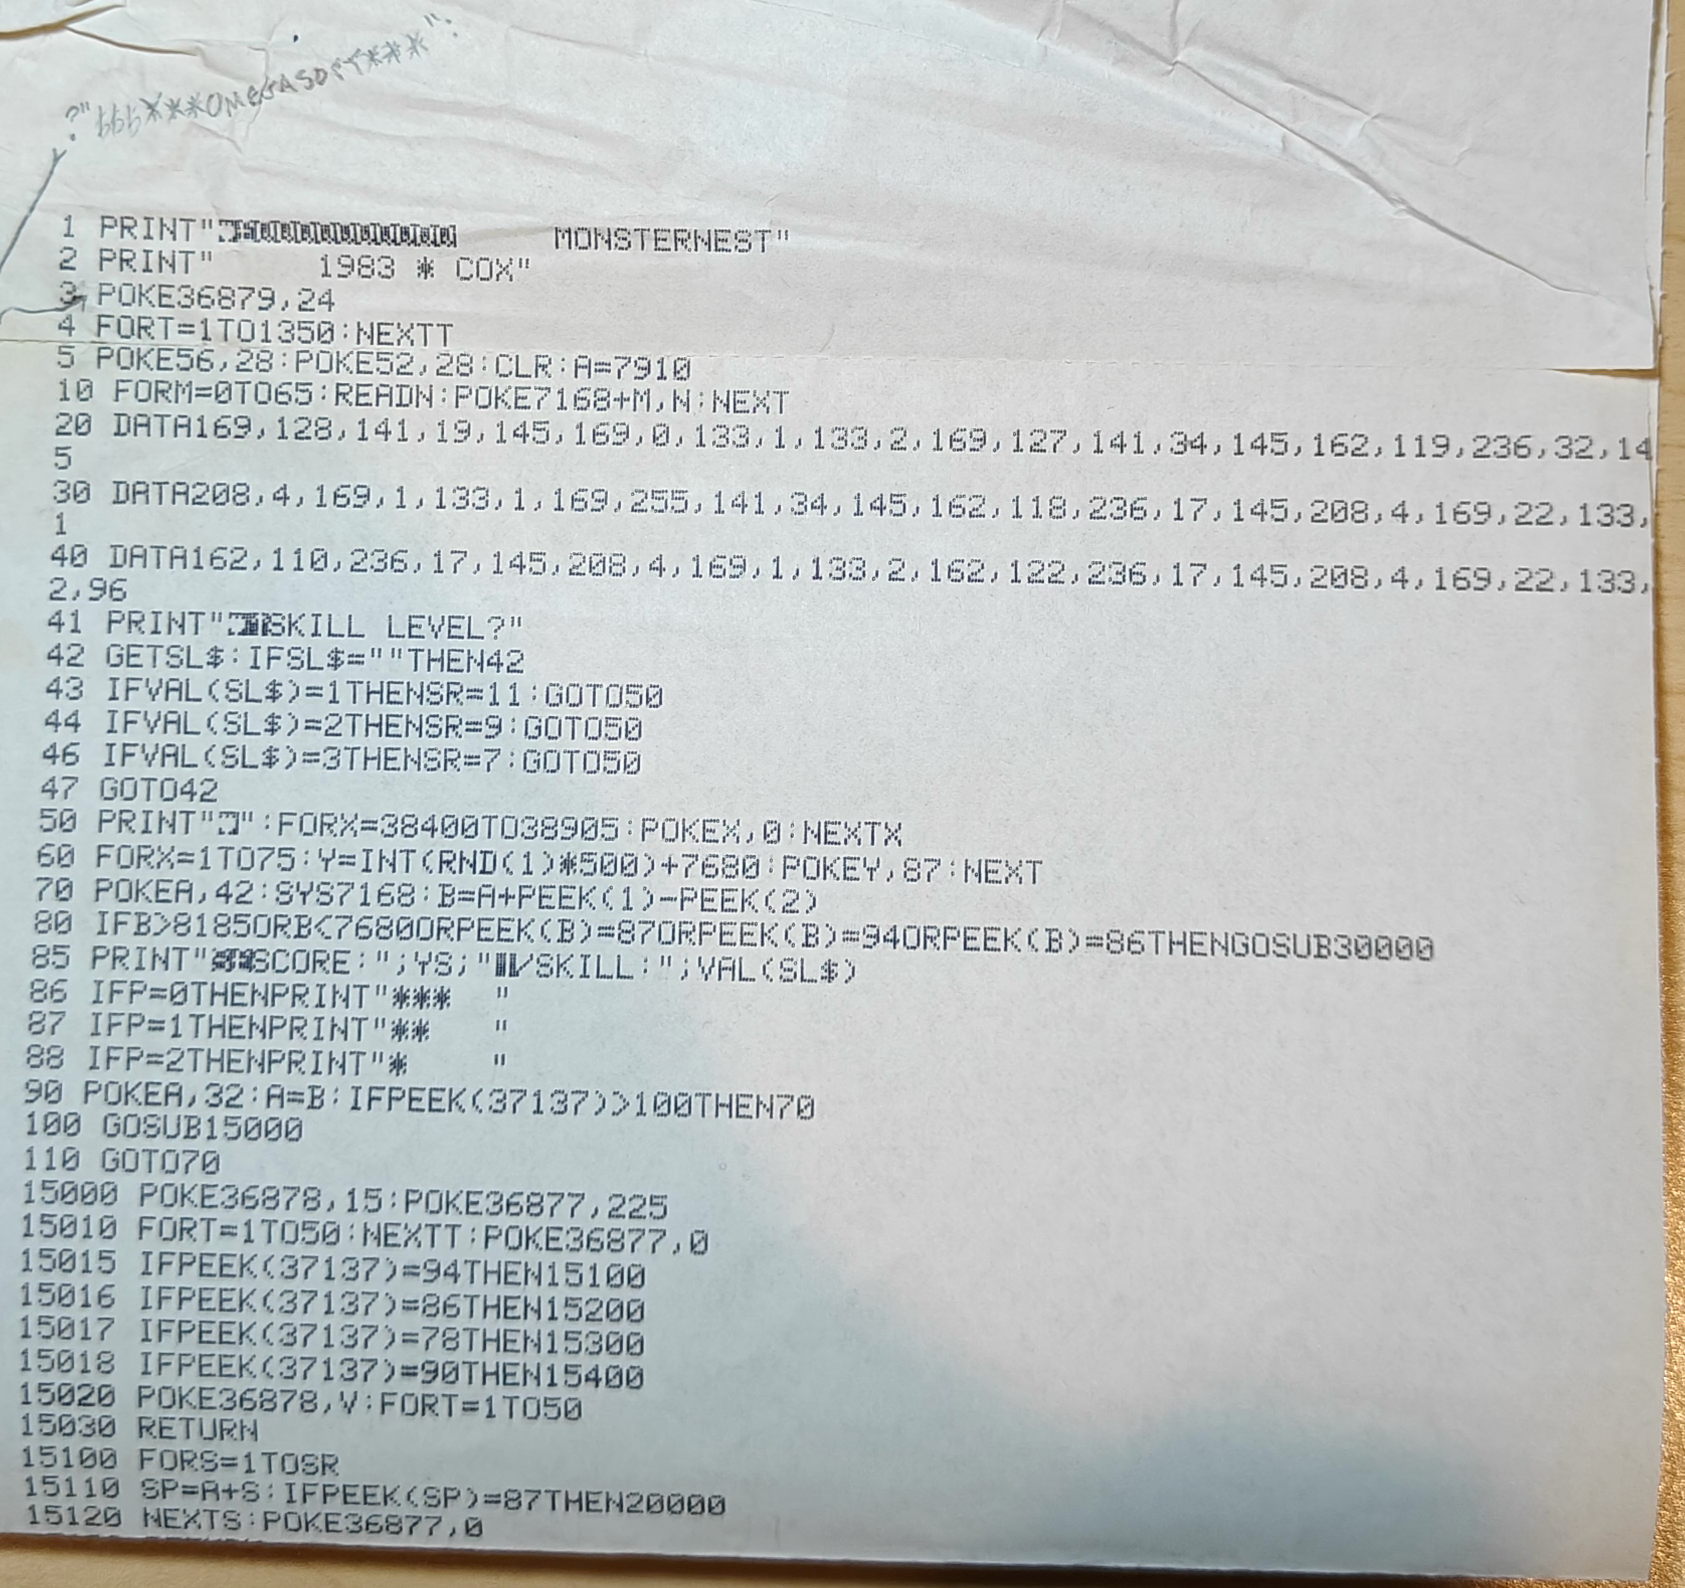 ?"***OMEGASOFT***":
1 PRINT"          MONSTERNEST"
2 PRINT"      1983 * COX"
3 POKE36879,24
4 FORT=1TO1350:NEXTT
5 POKE56,28:POKE52,28:CLR:A=7910
10 FORM=0TO65:READN:POKE7168+M,N:NEXT
20 DATA169,128,141,19,145,169,0,133,1,133,2,169,127,141,34,145,162,119,236,32,14
5
30 DATA208,4,169,1,133,1,169,255,141,34,145,162,118,236,17,145,208,4,169,22,133,
1
40 DATA162,110,236,17,145,208,4,169,1,133,2,162,122,236,17,145,208,4,169,22,133,
2,96
41 PRINT"SKILL LEVEL?"
42 GETSL$:IFSL$=""THEN42
43 IFVAL(SL$)=1THENSR=11:GOTO50
44 IFVAL(SL$)=2THENSR=9:GOTO50
46 IFVAL(SL$)=3THENSR=7:GOTO50
47 GOTO42
50 PRINT"":FORX=38400TO38905:POKEX,0:NEXTX
60 FORX=1TO75:Y=INT(RND(1)*500)+7680:POKEY,87:NEXT
70 POKEA,42:SYS7168:B=A+PEEK(1)-PEEK(2)
80 IFB>8185ORB<7680ORPEEK(B)=87ORPEEK(B)=94ORPEEK(B)=86THENGOSUB30000
85 PRINT"SCORE:";YS;"/SKILL:";VAL(SL$)
86 IFP=0THENPRINT"***   "
87 IFP=1THENPRINT"**    "
88 IFP=2THENPRINT"*     "
90 POKEA,32:A=B:IFPEEK(37137)>100THEN70
100 GOSUB15000
110 GOTO70
15000 POKE36878,15:POKE36877,225
15010 FORT=1TO50:NEXTT:POKE36877,0
15015 IFPEEK(37137)=94THEN15100
15016 IFPEEK(37137)=86THEN15200
15017 IFPEEK(37137)=78THEN15300
15018 IFPEEK(37137)=90THEN15400
15020 POKE36878,V:FORT=1TO50
15030 RETURN
15100 FORS=1TOSR
15110 SP=A+S:IFPEEK(SP)=87THEN20000
15120 NEXTS:POKE36877,0